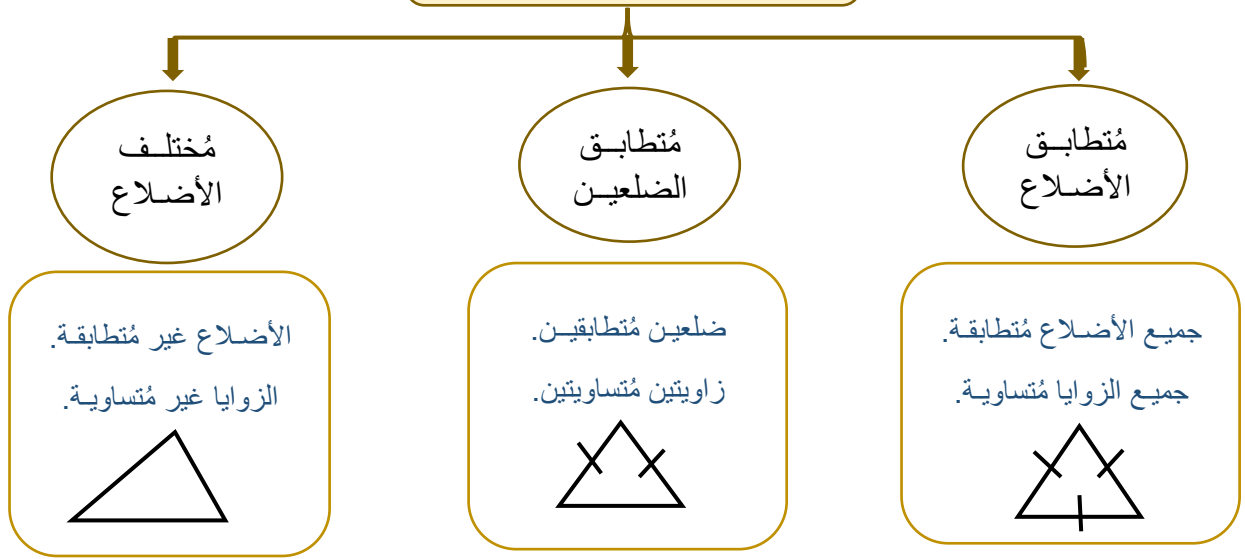 مُتطابق
الأضلاع
مُتطابق
الضلعين
مُختلف
الأضلاع
جميع الأضلاع مُتطابقة.
جميع الزوايا مُتساوية.
ضلعين مُتطابقين.
زاويتين مُتساويتين.
الأضلاع غير مُتطابقة.
الزوايا غير مُتساوية.